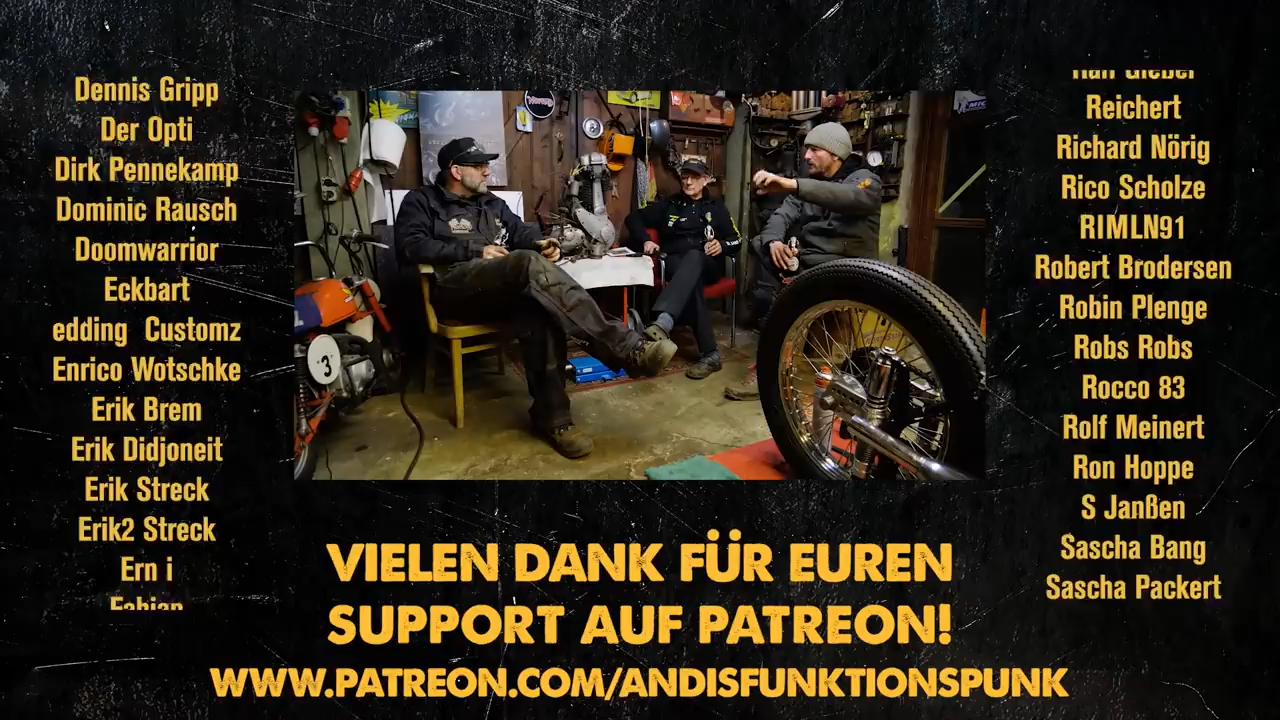 Dennis Gripp
Der Opti
Dirk Pennekamp
Dominic Rausch
Doomwarrior
Eckbart
edding Customz
Enrico Wotschke
Erik Brem
Erik Didjoneit
Erik Streck
Erik2 Streck
Ern i
Fabian
3
Reichert
Richard Nörig
Rico Scholze
RIMLN91
Robert Brodersen
Robin Plenge
Robs Robs
Rocco 83
Rolf Meinert
Ron Hoppe
S Janßen
Sascha Bang
Sascha Packert
VIELEN DANK FÜR EUREN
SUPPORT AUF PATREON!
WWW.PATREON.COM/ANDISFUNKTIONSPUNK